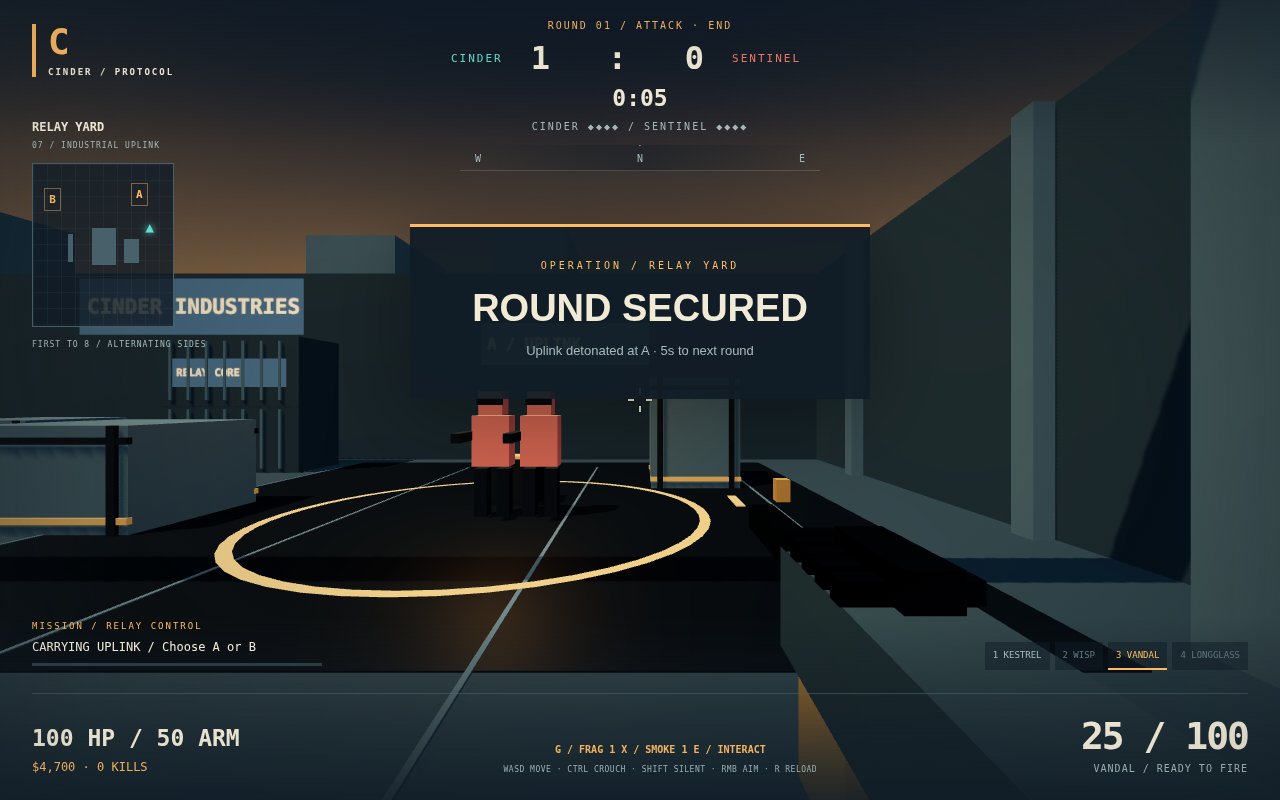 C
CINDER / PROTOCOL
ROUND 01 / ATTACK · END
CINDER 1 : 0 SENTINEL
0:05
CINDER ◆◆◆◆ / SENTINEL ◆◆◆◆
W N E
RELAY YARD
07 / INDUSTRIAL UPLINK
B A
CINDER INDUSTRIES
FIRST TO 8 / ALTERNATING SIDES
RELAY CORE
OPERATION / RELAY YARD
ROUND SECURED
A / UPLINK
Uplink detonated at A · 5s to next round
MISSION / RELAY CONTROL
CARRYING UPLINK / Choose A or B
1 KESTREL 2 WISP 3 VANDAL 4 LONGGLASS
100 HP / 50 ARM
$4,700 · 0 KILLS
G / FRAG 1 X / SMOKE 1 E / INTERACT
WASD MOVE · CTRL CROUCH · SHIFT SILENT · RMB AIM · R RELOAD
25 / 100
VANDAL / READY TO FIRE